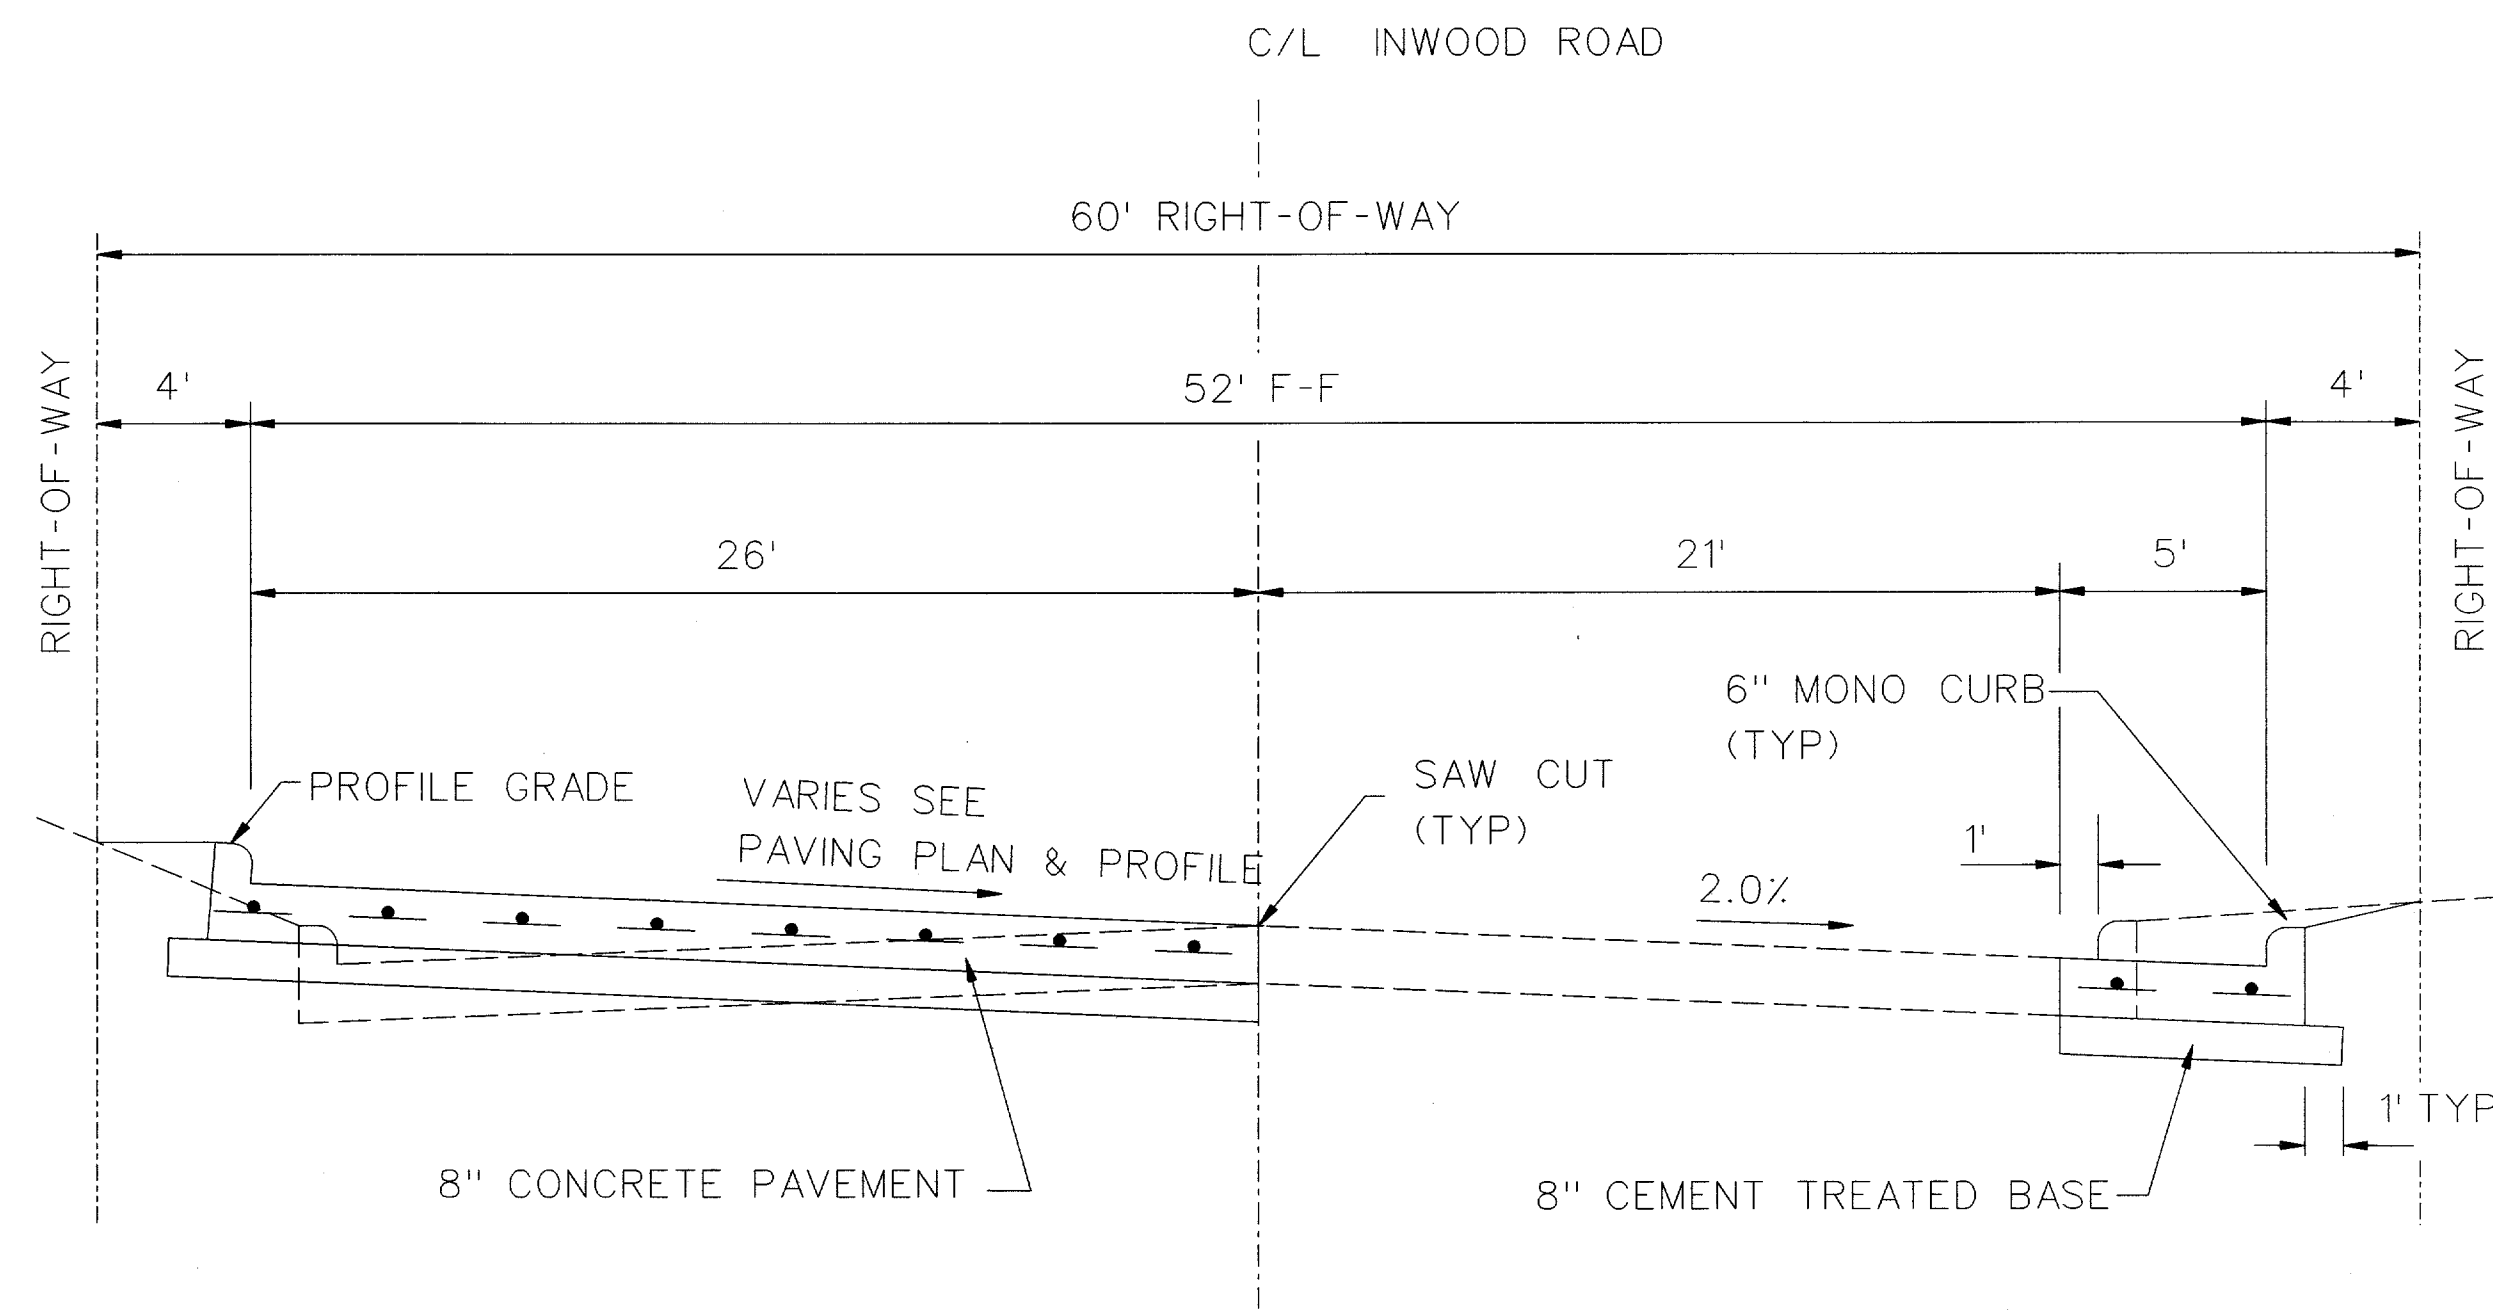 C/L INWOOD ROAD
60' RIGHT-OF-WAY
RIGHT-OF-WAY
4'
52' F-F
4'
RIGHT-OF-WAY
26'
21'
5'
6" MONO CURB
(TYP)
PROFILE GRADE
VARIES SEE
PAVING PLAN & PROFILE
SAW CUT
(TYP)
1'
2.0%
1' TYP
8" CONCRETE PAVEMENT
8" CEMENT TREATED BASE